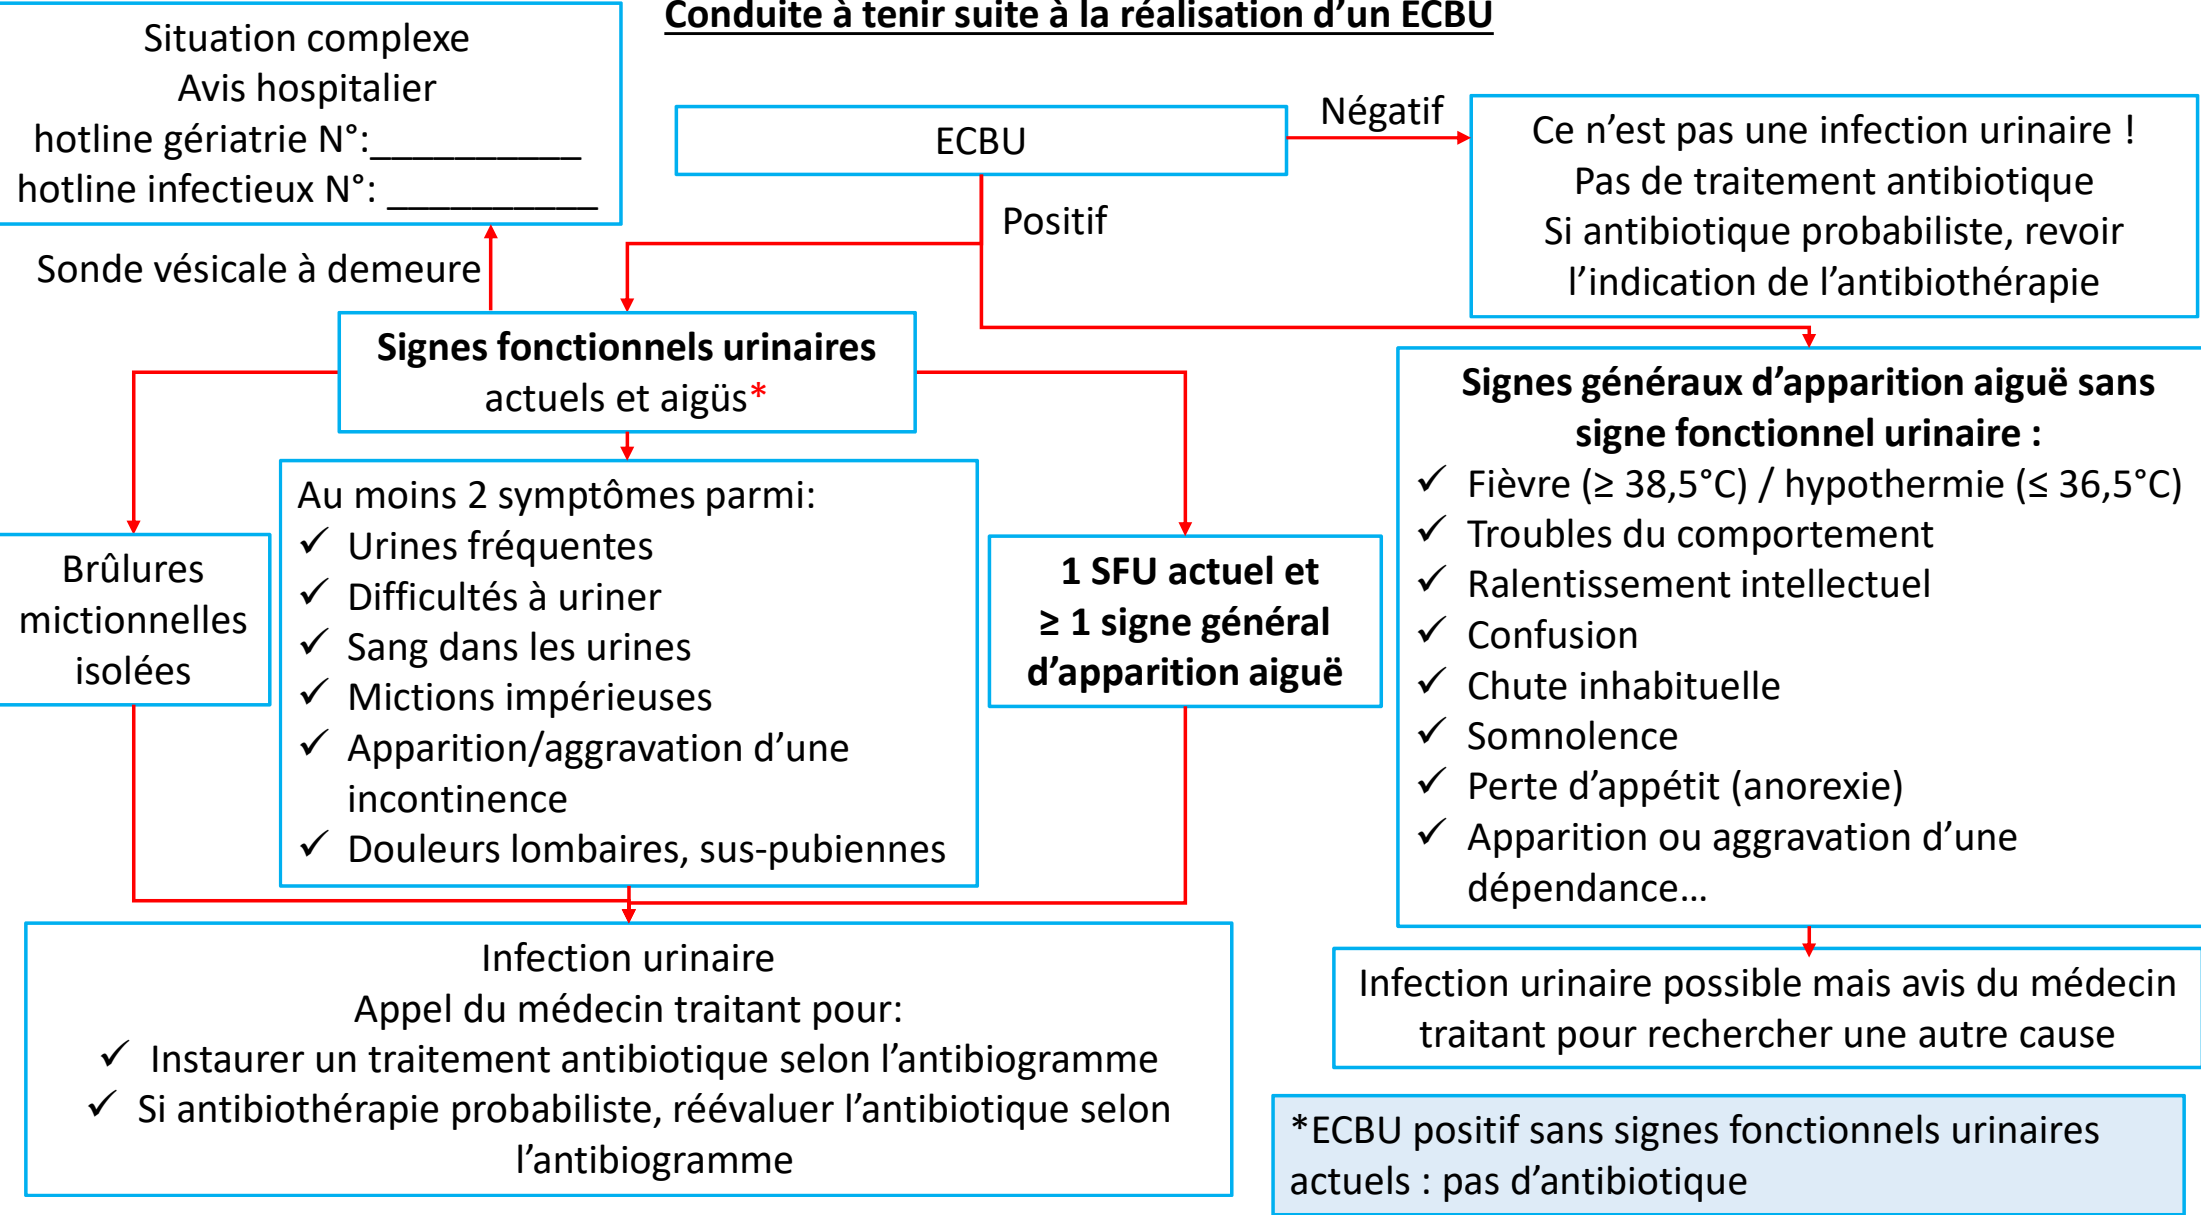 Conduite à tenir suite à la réalisation d’un ECBU
Situation complexe
Avis hospitalier
hotline gériatrie N°:__________
hotline infectieux N°: __________
ECBU
Négatif
Ce n’est pas une infection urinaire !
Pas de traitement antibiotique
Si antibiotique probabiliste, revoir
l’indication de l’antibiothérapie
Positif
Sonde vésicale à demeure
Signes fonctionnels urinaires
actuels et aigüs*
Brûlures
mictionnelles
isolées
Au moins 2 symptômes parmi:
✓ Urines fréquentes
✓ Difficultés à uriner
✓ Sang dans les urines
✓ Mictions impérieuses
✓ Apparition/aggravation d’une
incontinence
✓ Douleurs lombaires, sus-pubiennes
1 SFU actuel et
≥ 1 signe général
d’apparition aiguë
Signes généraux d’apparition aiguë sans
signe fonctionnel urinaire :
✓ Fièvre (≥ 38,5°C) / hypothermie (≤ 36,5°C)
✓ Troubles du comportement
✓ Ralentissement intellectuel
✓ Confusion
✓ Chute inhabituelle
✓ Somnolence
✓ Perte d’appétit (anorexie)
✓ Apparition ou aggravation d’une
dépendance…
Infection urinaire
Appel du médecin traitant pour:
✓ Instaurer un traitement antibiotique selon l’antibiogramme
✓ Si antibiothérapie probabiliste, réévaluer l’antibiotique selon
l’antibiogramme
Infection urinaire possible mais avis du médecin
traitant pour rechercher une autre cause
*ECBU positif sans signes fonctionnels urinaires
actuels : pas d’antibiotique